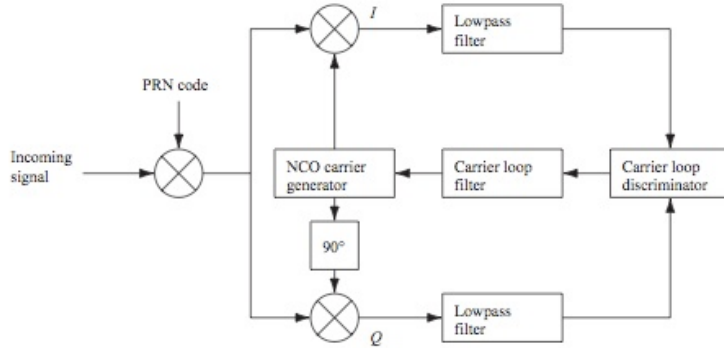 I
Lowpass
filter
PRN code
Incoming
signal
NCO carrier
generator
Carrier loop
filter
Carrier loop
discriminator
90°
Lowpass
filter
Q